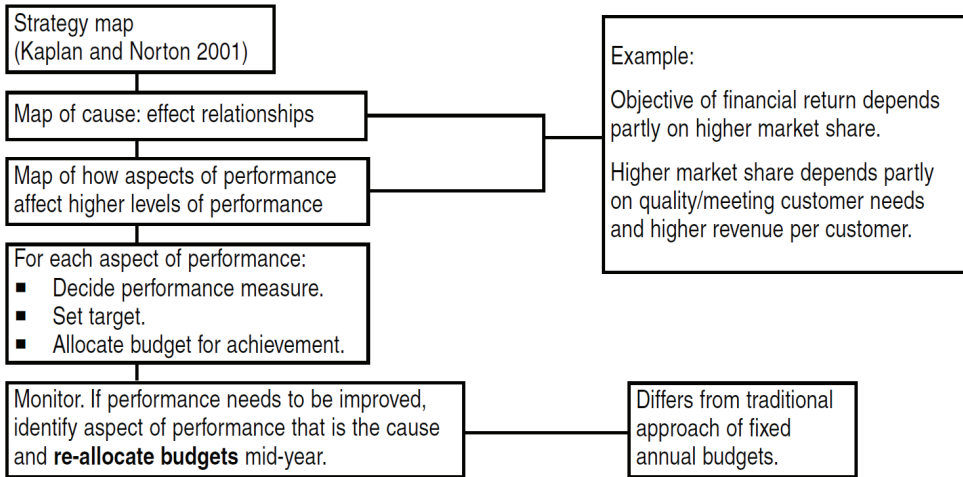 Strategy map
(Kaplan and Norton 2001)
Map of cause: effect relationships
Map of how aspects of performance
affect higher levels of performance
Example:
Objective of financial return depends
partly on higher market share.
Higher market share depends partly
on quality/meeting customer needs
and higher revenue per customer.
For each aspect of performance:
■ Decide performance measure.
■ Set target.
■ Allocate budget for achievement.
Monitor. If performance needs to be improved,
identify aspect of performance that is the cause
and re-allocate budgets mid-year.
Differs from traditional
approach of fixed
annual budgets.